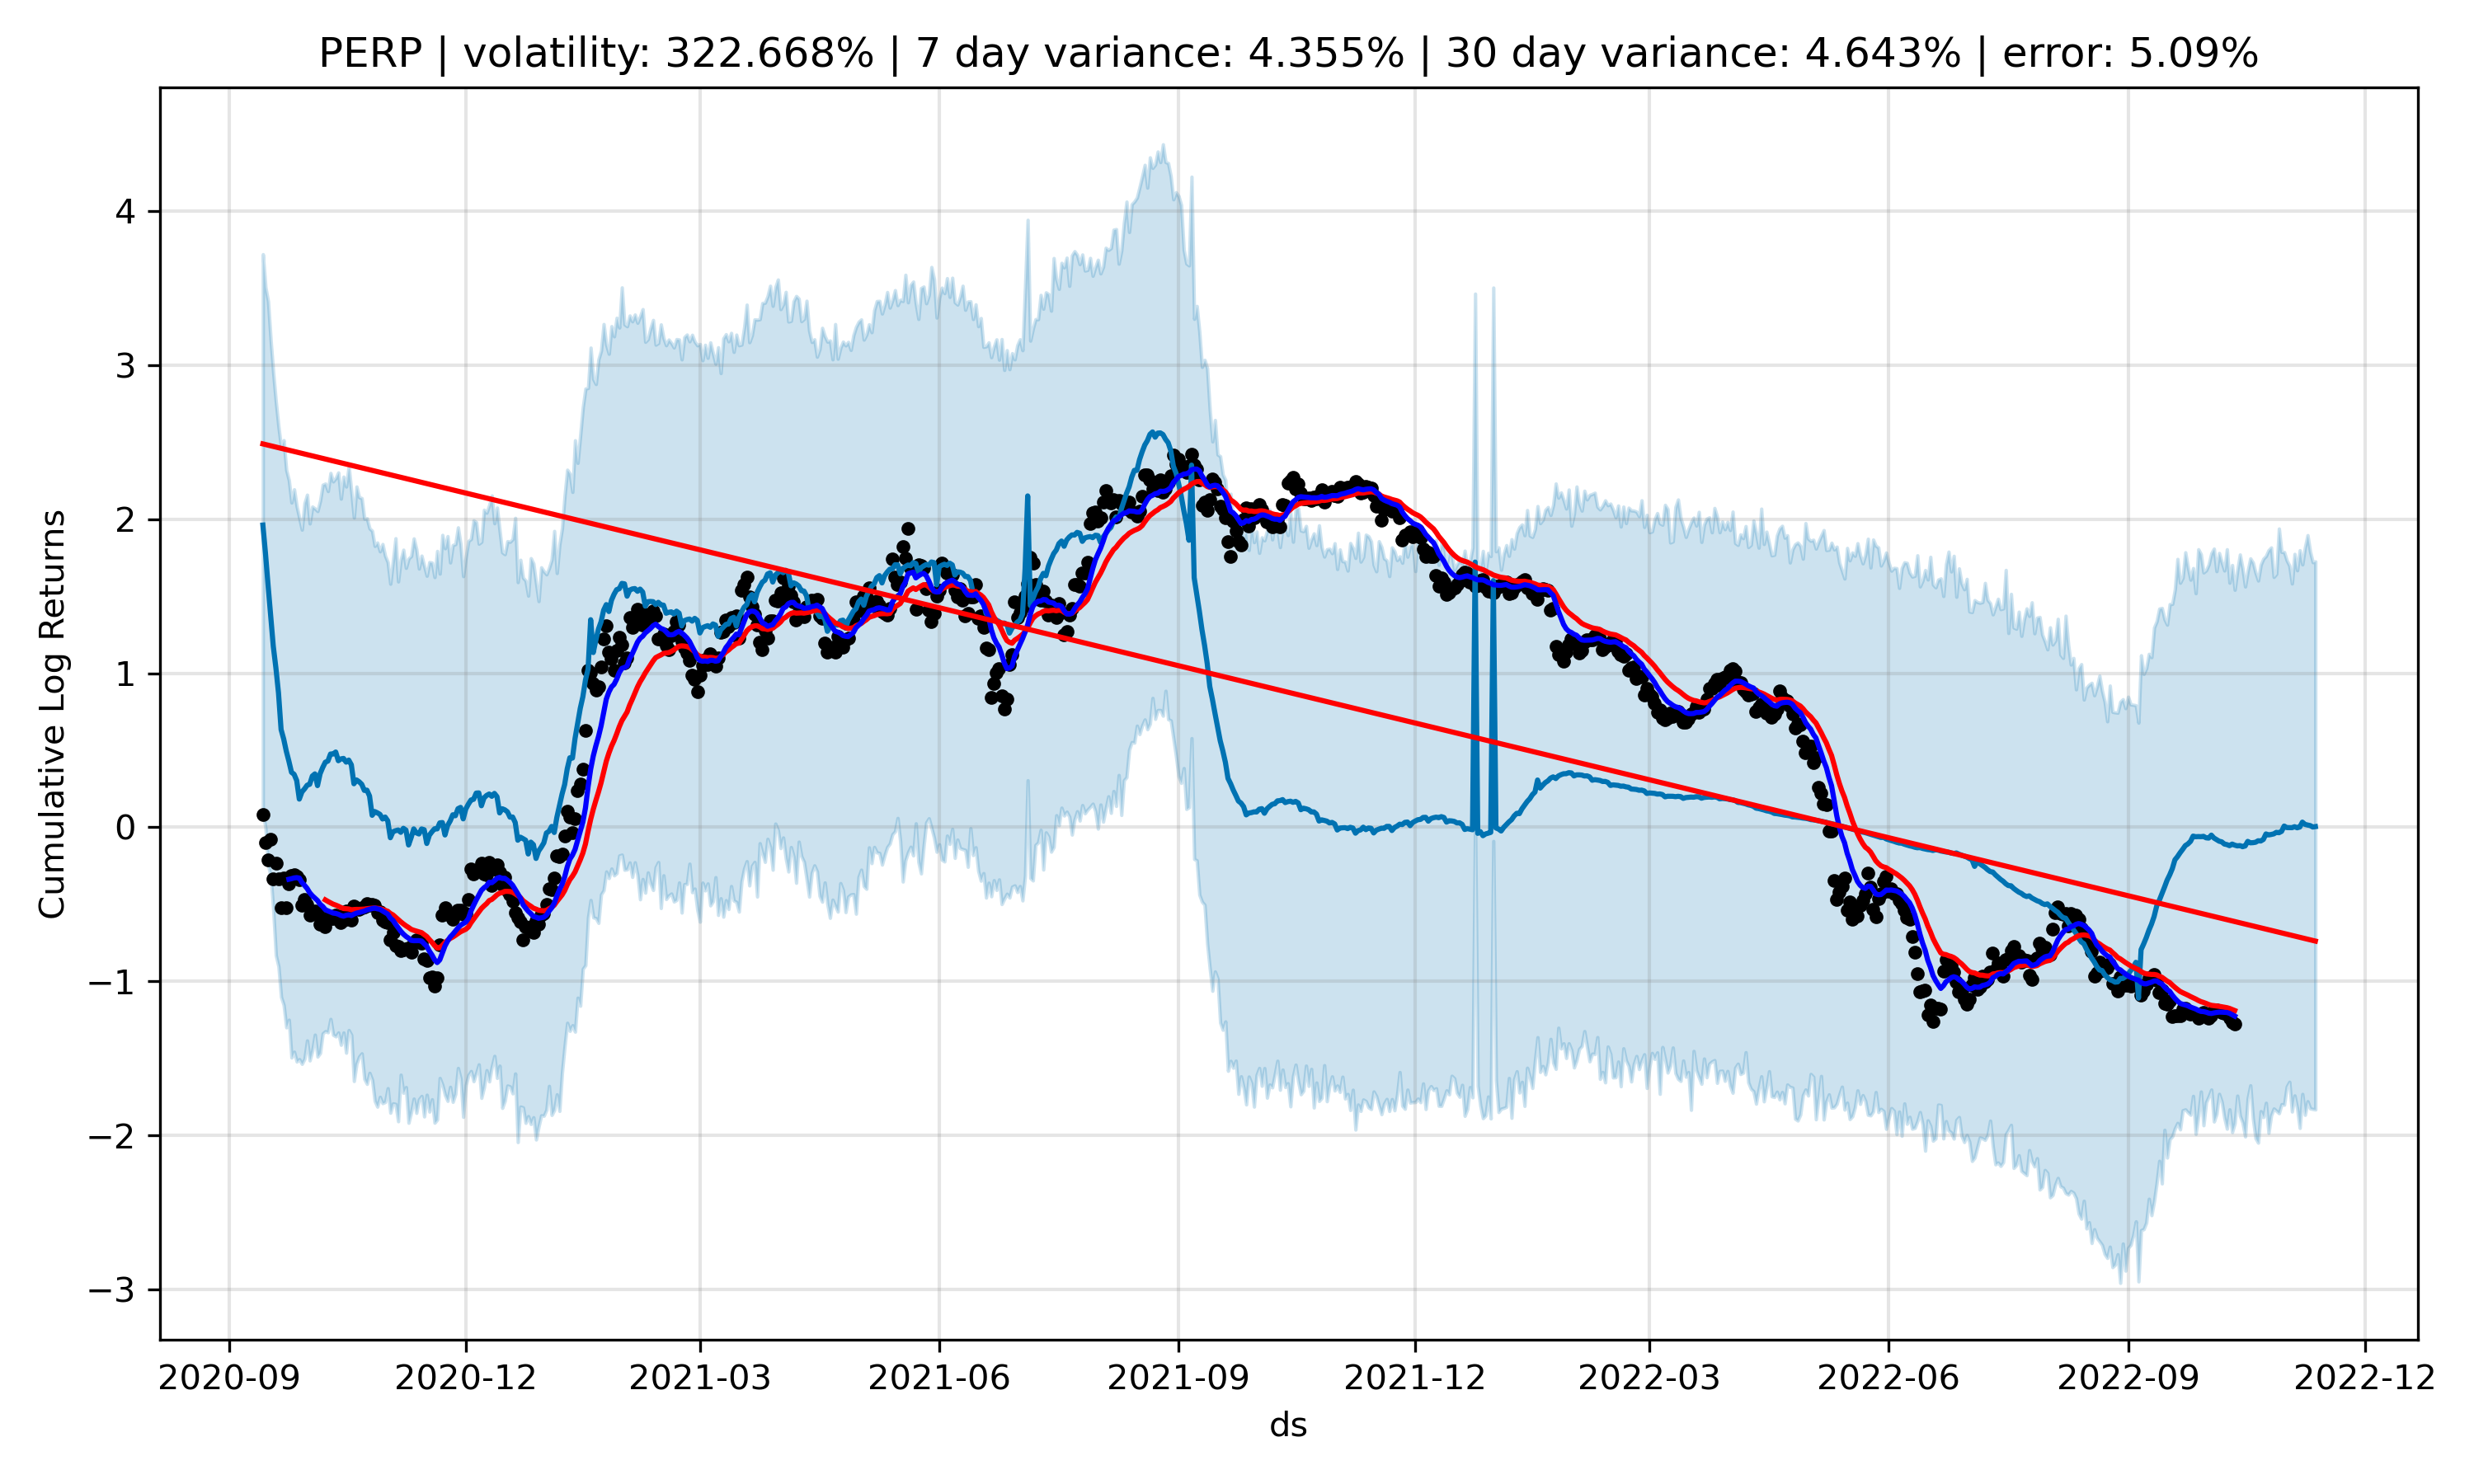 PERP | volatility: 322.668% | 7 day variance: 4.355% | 30 day variance: 4.643% | error: 5.09%
Cumulative Log Returns
4
3
2
1
0
−1
−2
−3
2020-09 2020-12 2021-03 2021-06 2021-09 2021-12 2022-03 2022-06 2022-09 2022-12
ds